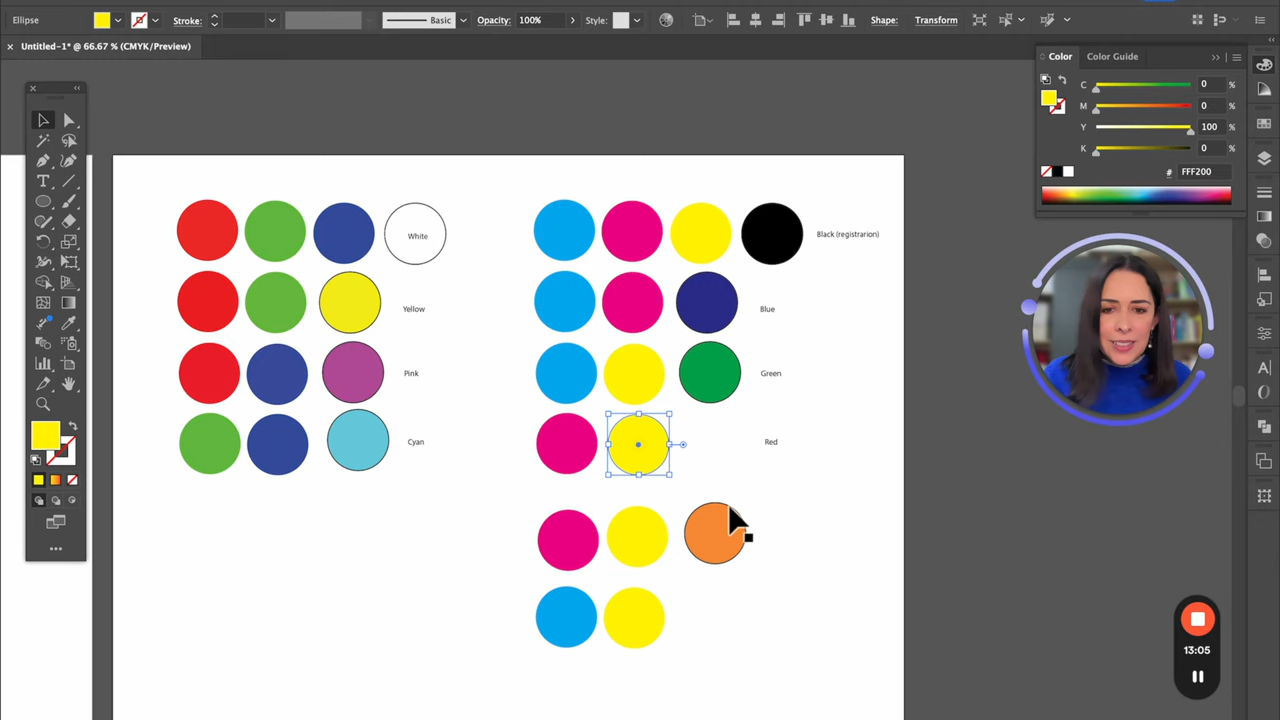 Ellipse Stroke: Basic Opacity: 100% Style: Shape: Transform
× Untitled-1* @ 66.67 % (CMYK/Preview)
Color Color Guide
C 0 %
M 0 %
Y 100 %
K 0 %
# FFF200
White
Yellow
Pink
Cyan
Black (registrarion)
Blue
Green
Red
13:05